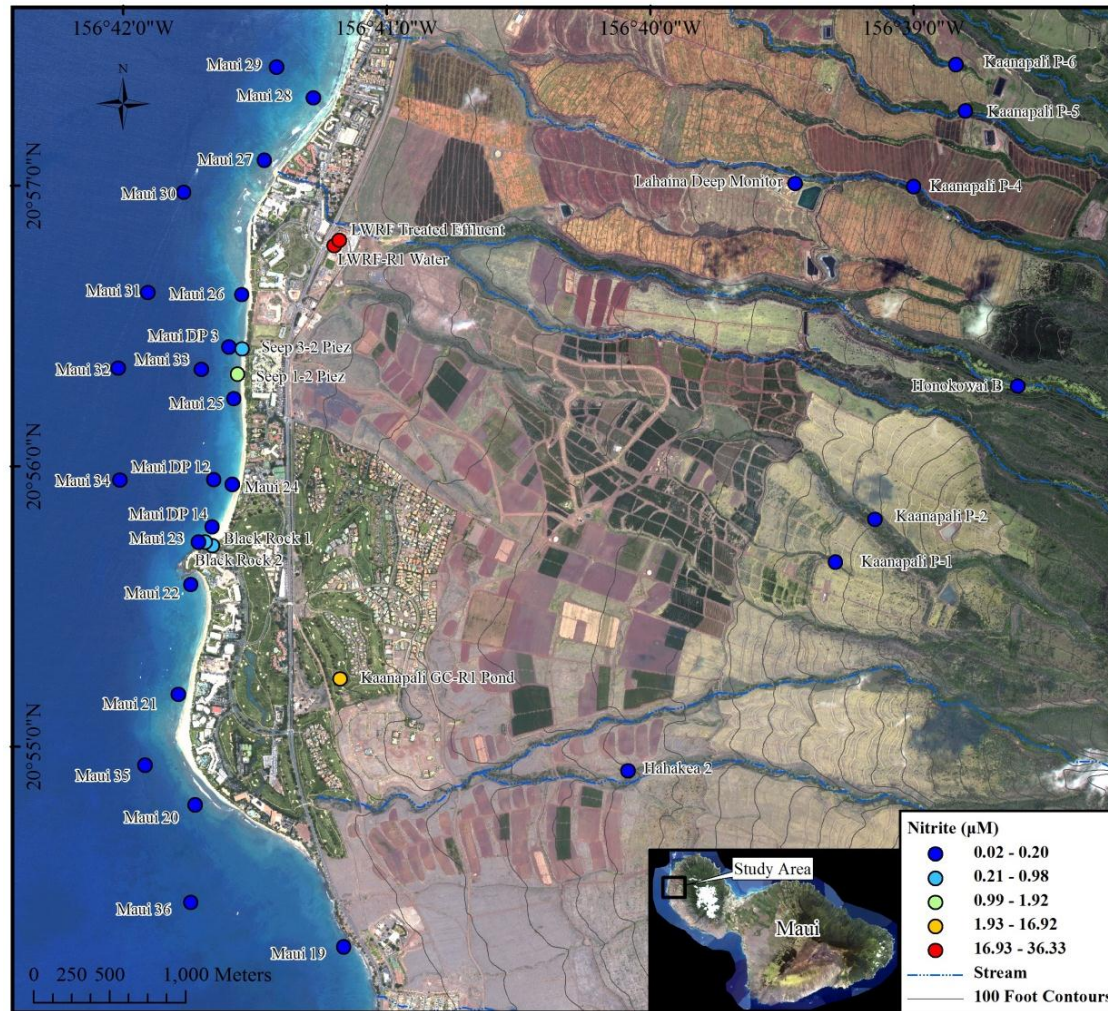 156°42'0"W
156°41'0"W
156°40'0"W
156°39'0"W
N
Maui 29
Maui 28
Kaanapali P-6
Kaanapali P-5
Maui 27
Maui 30
Lahaina Deep Monitor
Kaanapali P-4
20°57'0"N
LWRF Treated Effluent
LWRF-R1 Water
Maui 31
Maui 26
Maui DP 3
Seep 3-2 Piez
Maui 32
Maui 33
Seep 1-2 Piez
Honokowai B
Maui 25
20°56'0"N
Maui 34
Maui DP 12
Maui 24
Maui DP 14
Kaanapali P-2
Maui 23
Black Rock 1
Black Rock 2
Kaanapali P-1
Maui 22
Kaanapali GC-R1 Pond
Maui 21
20°55'0"N
Maui 35
Hahakea 2
Maui 20
Maui 36
Maui 19
0 250 500 1,000 Meters
Study Area
Maui
Nitrite (µM)
0.02 - 0.20
0.21 - 0.98
0.99 - 1.92
1.93 - 16.92
16.93 - 36.33
Stream
100 Foot Contours